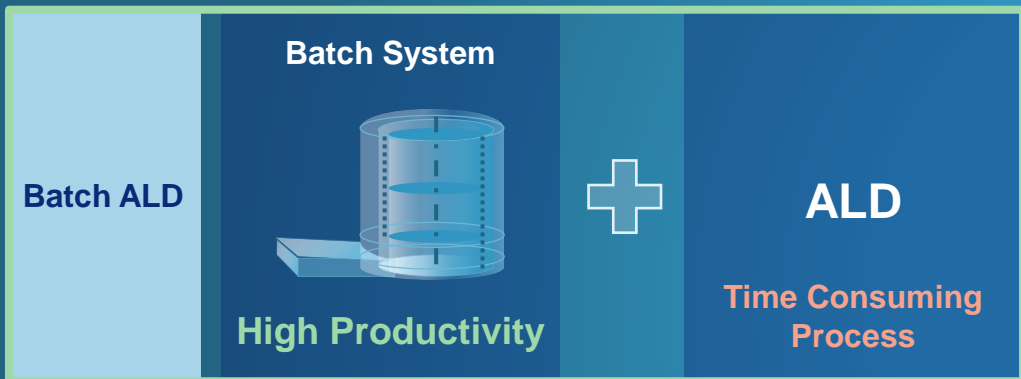 Batch ALD
Batch System
High Productivity
ALD
Time Consuming
Process